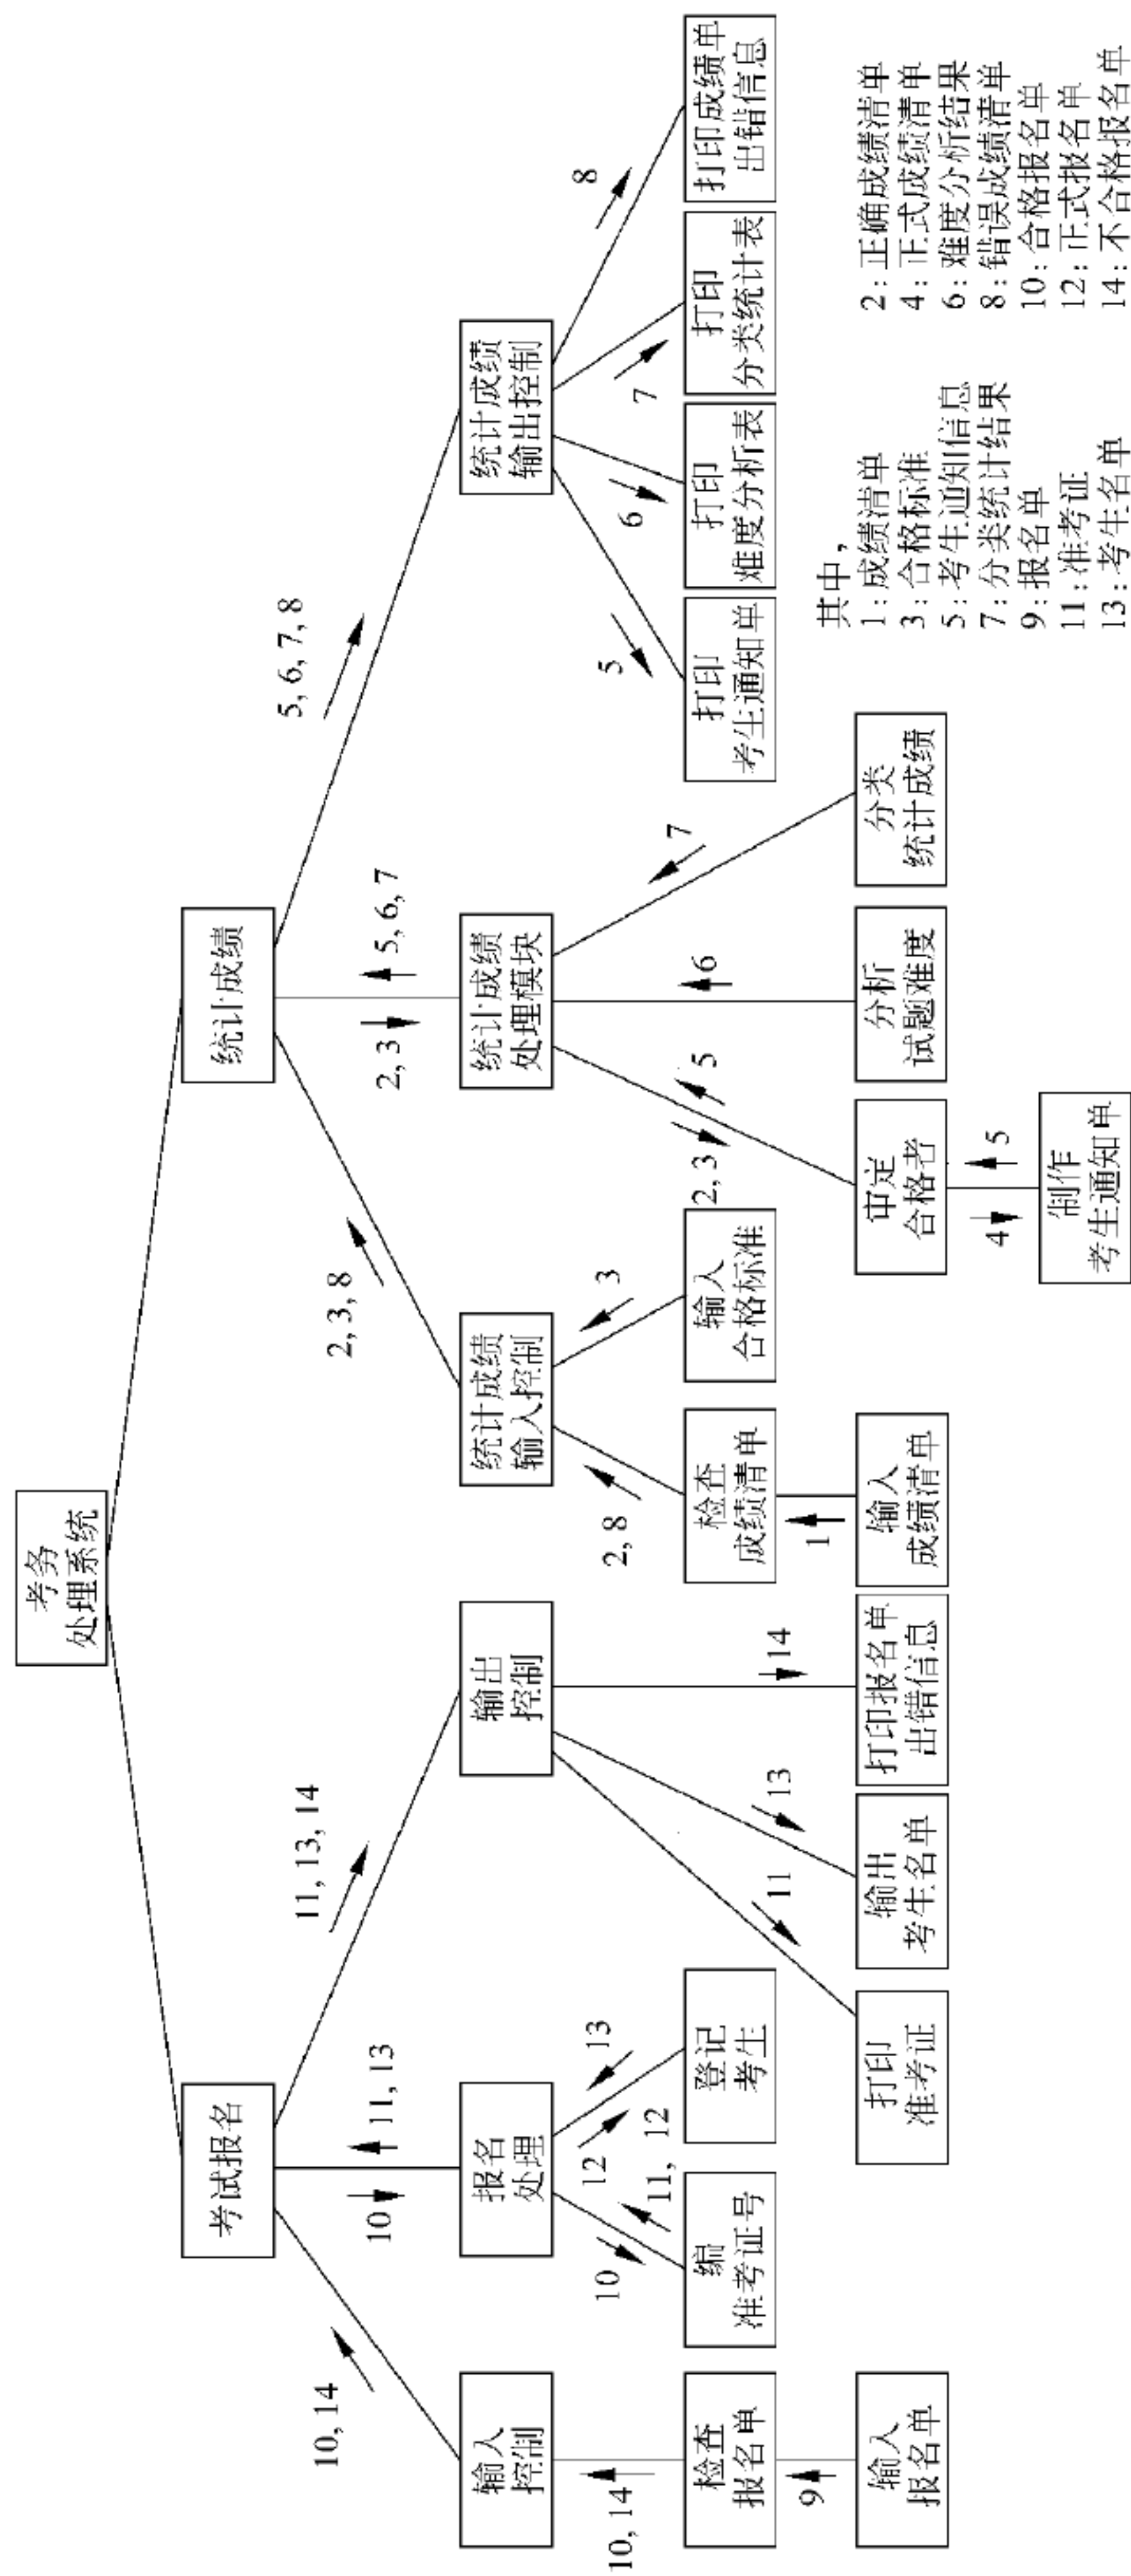 考务
处理系统
考试报名
统计成绩
10, 14
10
11, 13
11, 13, 14
2, 3, 8
2, 3
5, 6, 7
5, 6, 7, 8
输入
控制
报名
处理
输出
控制
统计成绩
输入控制
统计成绩
处理模块
统计成绩
输出控制
10, 14
10
11, 12
12
13
11
13
14
2, 8
3
2, 3
5
6
7
5
6
7
8
检查
报名单
编
准考证号
登记
考生
检查
成绩清单
输入
合格标准
打印
考生通知单
打印
难度分析表
打印
分类统计表
打印成绩单
出错信息
9
1
输入
报名单
打印
准考证
输出
考生名单
打印报名单
出错信息
输入
成绩清单
审定
合格者
分析
试题难度
分类
统计成绩
4
5
制作
考生通知单
其中，
1：成绩清单
2：正确成绩清单
3：合格标准
4：正式成绩清单
5：考生通知信息
6：难度分析结果
7：分类统计结果
8：错误成绩清单
9：报名单
10：合格报名单
11：准考证
12：正式报名单
13：考生名单
14：不合格报名单